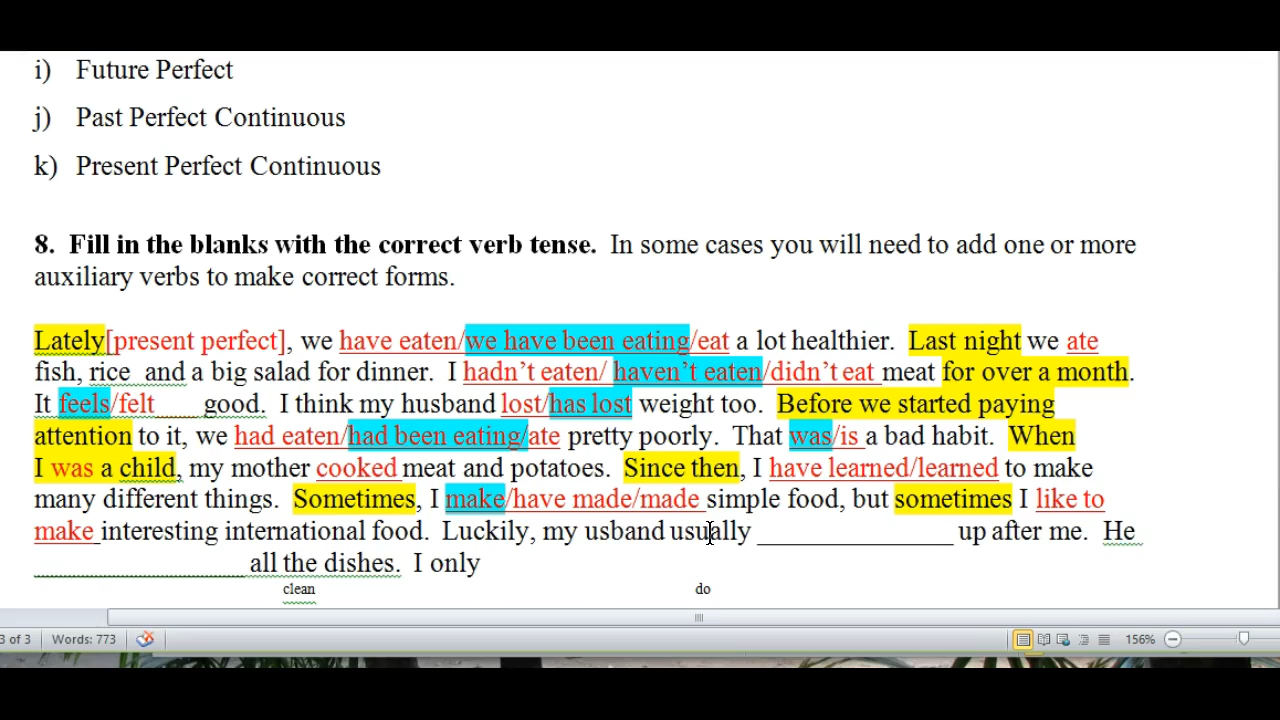 i) Future Perfect
j) Past Perfect Continuous
k) Present Perfect Continuous
8. Fill in the blanks with the correct verb tense. In some cases you will need to add one or more
auxiliary verbs to make correct forms.
Lately[present perfect], we have eaten/we have been eating/eat a lot healthier. Last night we ate
fish, rice and a big salad for dinner. I hadn’t eaten/ haven’t eaten/didn’t eat meat for over a month.
It feels/felt____good. I think my husband lost/has lost weight too. Before we started paying
attention to it, we had eaten/had been eating/ate pretty poorly. That was/is a bad habit. When
I was a child, my mother cooked meat and potatoes. Since then, I have learned/learned to make
many different things. Sometimes, I make/have made/made simple food, but sometimes I like to
make interesting international food. Luckily, my usband usually ______________ up after me. He
_______________ all the dishes. I only
clean do
3 of 3 Words: 773 156%